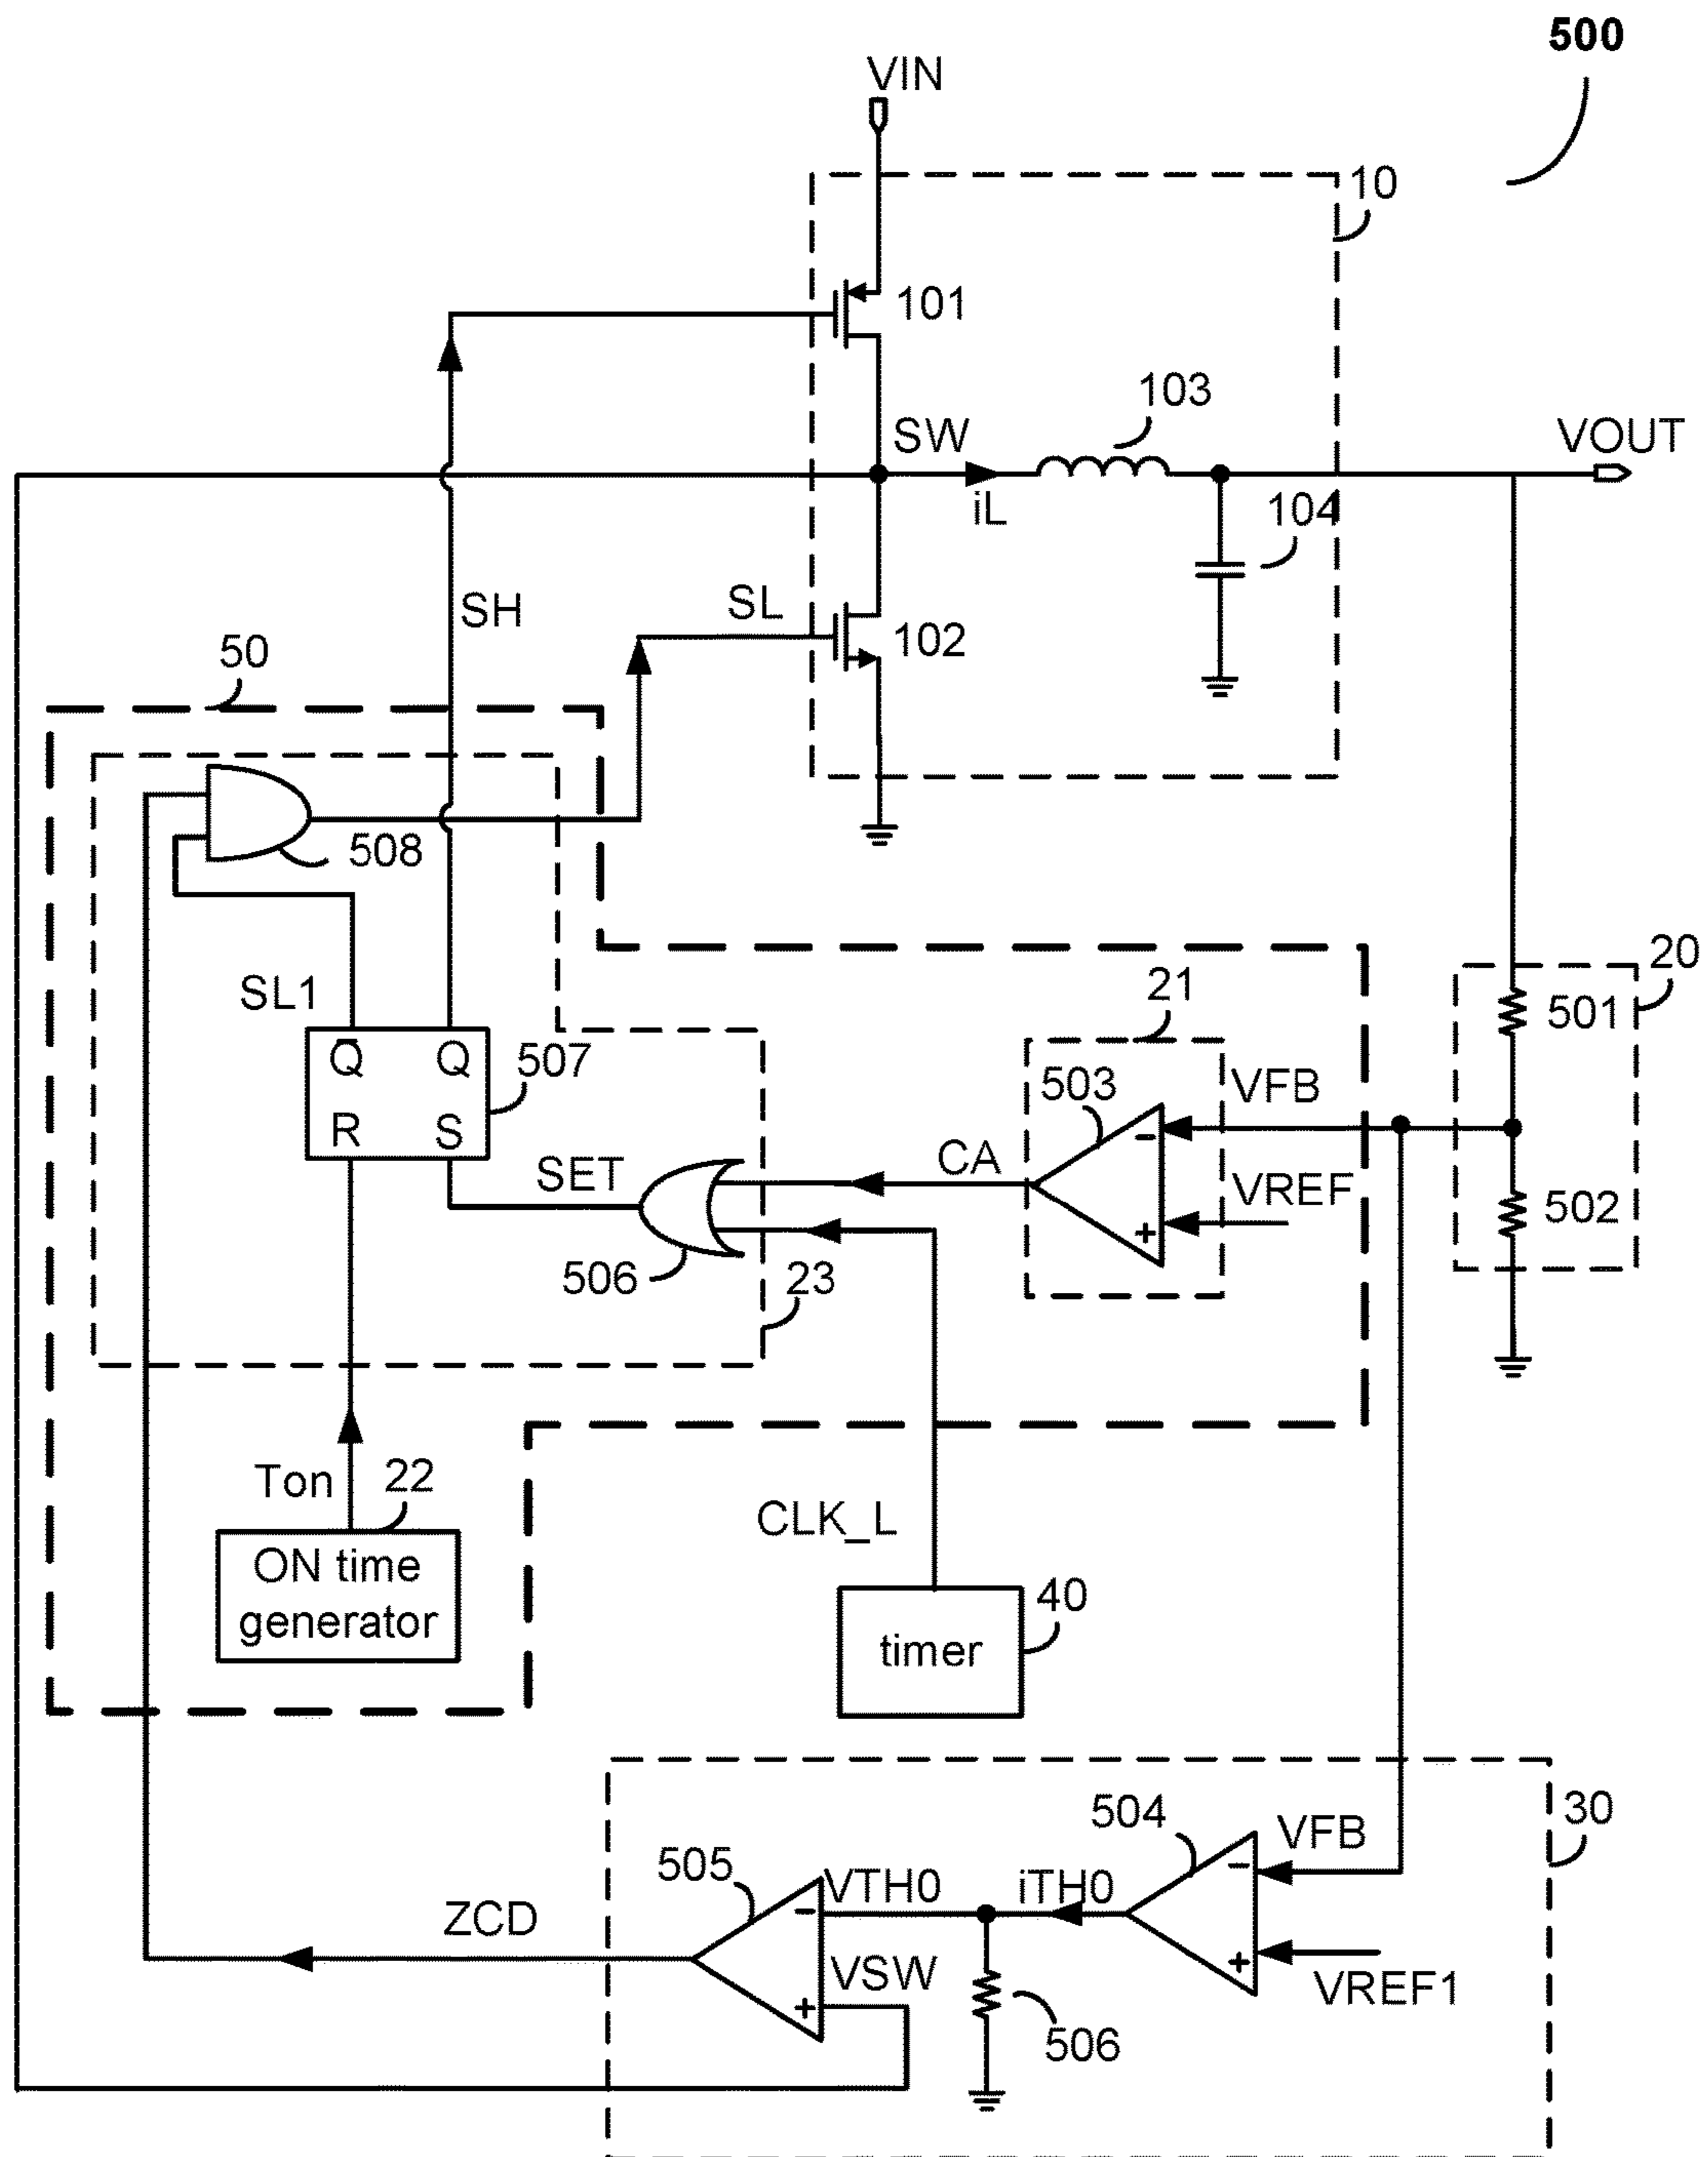 500
VIN
10
101
103
SW
VOUT
iL
104
SH
SL
102
50
508
20
SL1
21
501
Q̅ Q
507
503
VFB
R S
CA
SET
VREF
502
- +
506
23
Ton
22
CLK_L
ON time
generator
40
timer
504
30
VFB
505
VTH0
iTH0
-
-
ZCD
VSW
+
+
VREF1
506